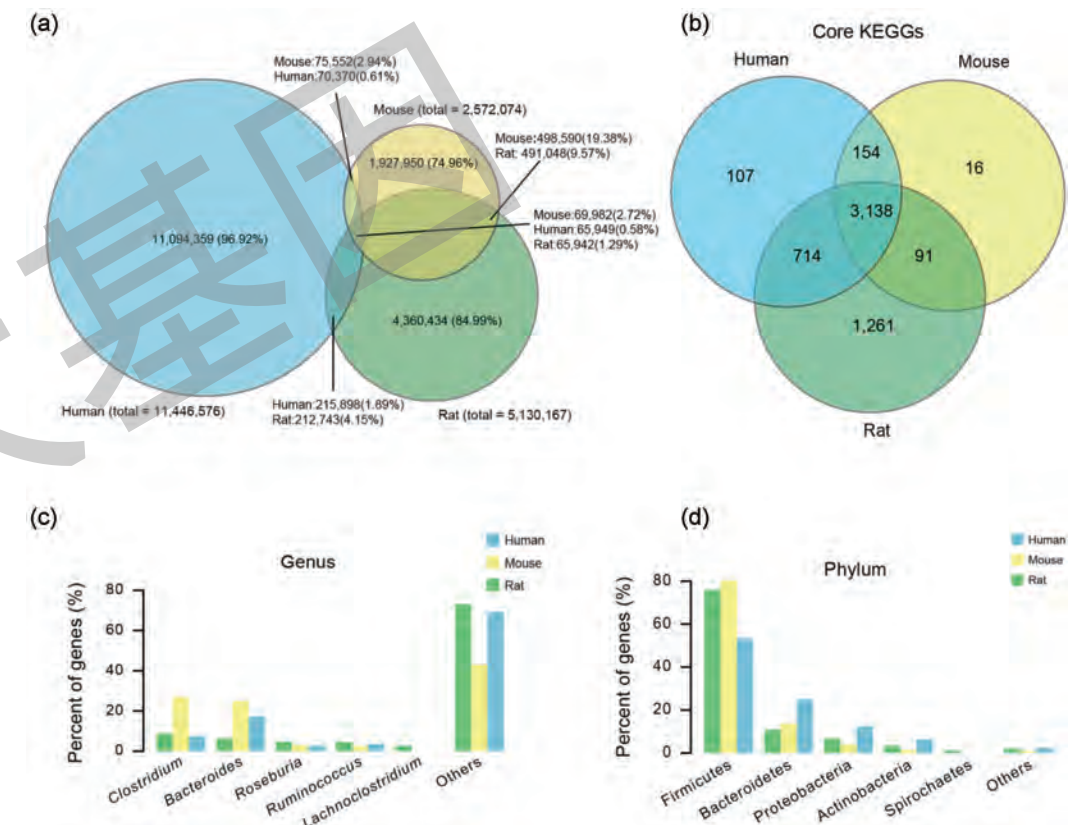 (a)
Mouse:75,552(2.94%)
Human:70,370(0.61%)
Mouse (total = 2,572,074)
Mouse:498,590(19.38%)
Rat: 491,048(9.57%)
1,927,950 (74.96%)
Mouse:69,982(2.72%)
Human:65,949(0.58%)
Rat:65,942(1.29%)
11,094,359 (96.92%)
4,360,434 (84.99%)
Human:215,898(1.89%)
Rat:212,743(4.15%)
Human (total = 11,446,576)
Rat (total = 5,130,167)
(b)
Core KEGGs
Human
Mouse
107
154
16
3,138
714
91
1,261
Rat
(c)
Genus
Human
Mouse
Rat
Percent of genes (%)
80
60
40
20
0
Clostridium
Bacteroides
Roseburia
Ruminococcus
Lachnoclostridium
Others
(d)
Phylum
Human
Mouse
Rat
Percent of genes (%)
80
60
40
20
0
Firmicutes
Bacteroidetes
Proteobacteria
Actinobacteria
Spirochaetes
Others
基因